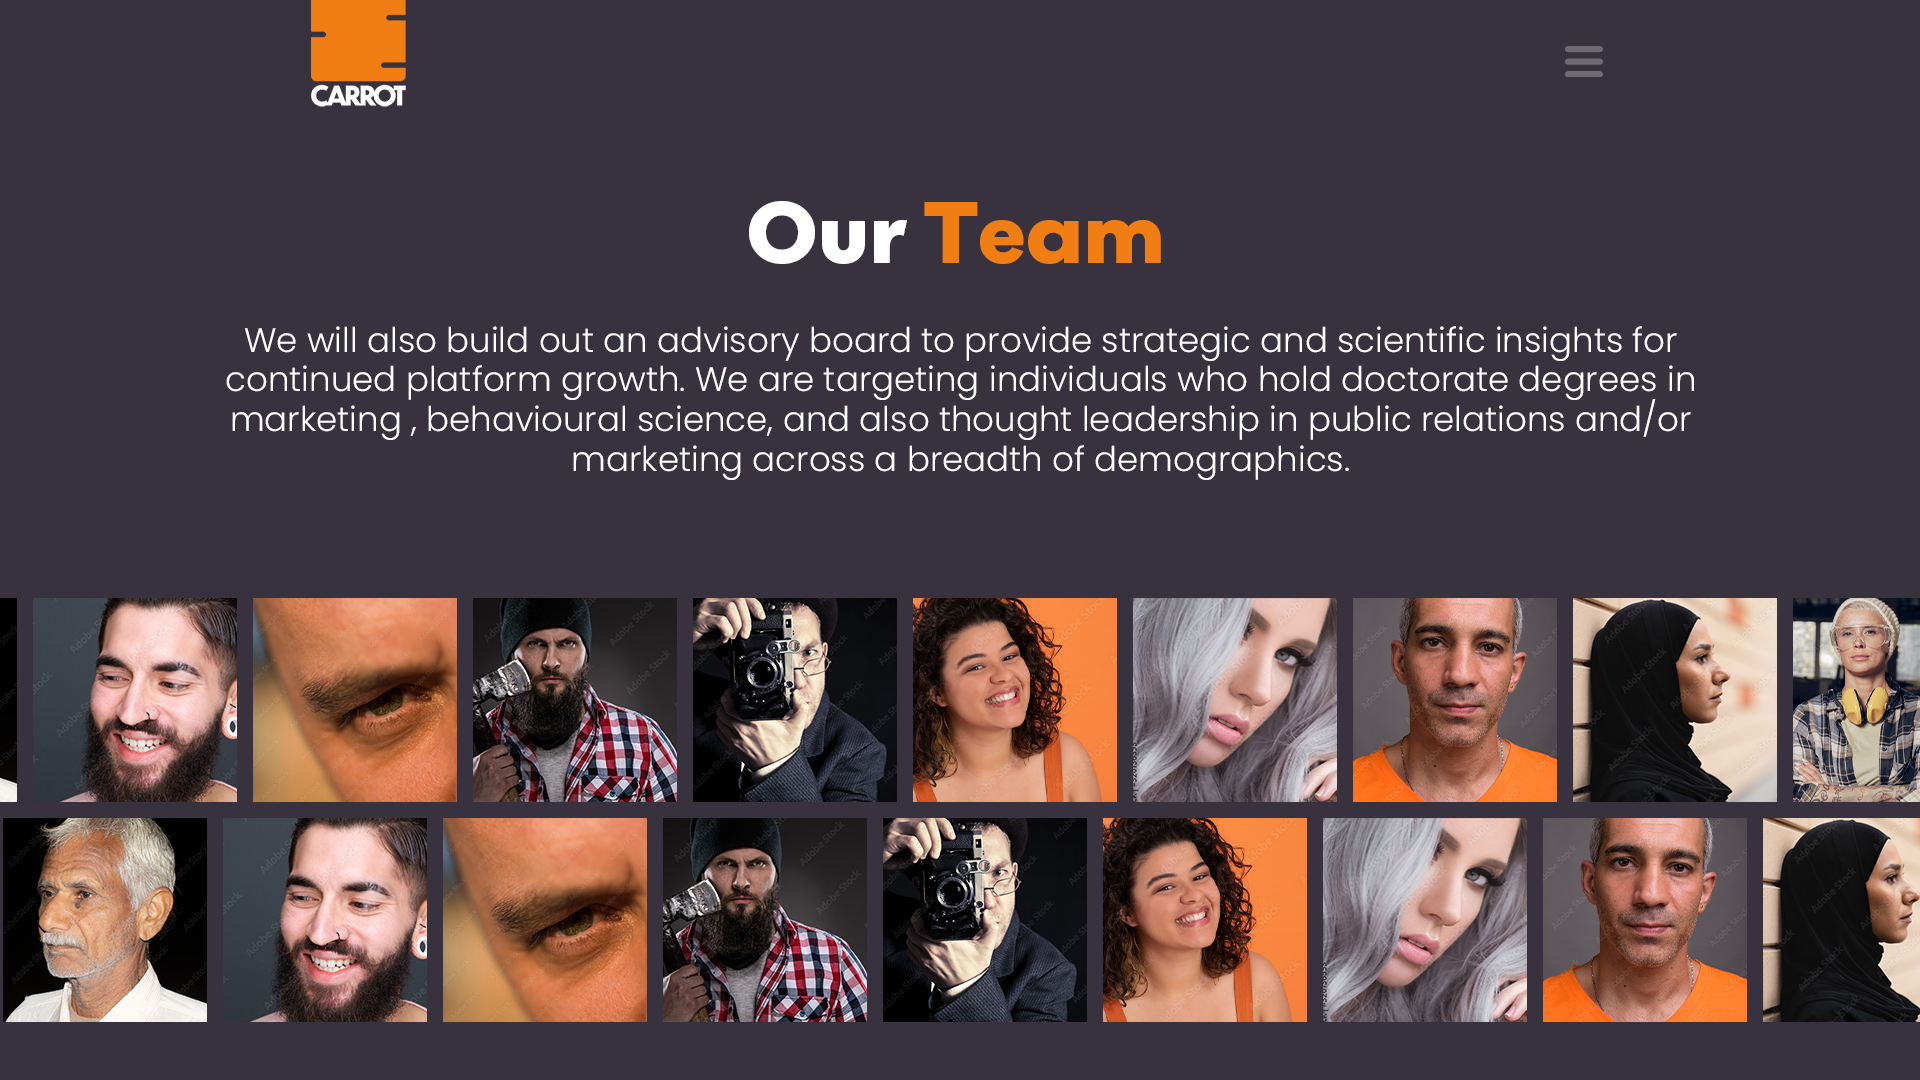 CARROT
Our Team
We will also build out an advisory board to provide strategic and scientific insights for
continued platform growth. We are targeting individuals who hold doctorate degrees in
marketing , behavioural science, and also thought leadership in public relations and/or
marketing across a breadth of demographics.
Adobe Stock